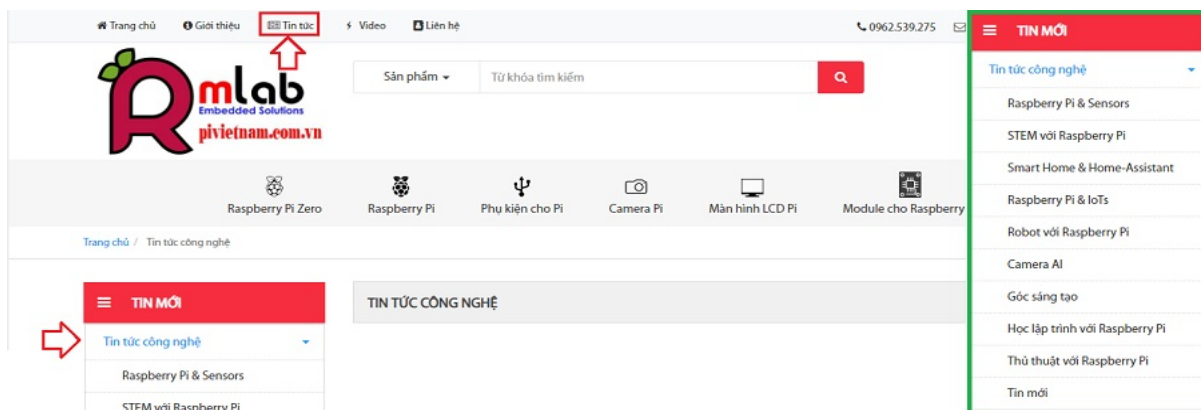 Trang chủ Giới thiệu Tin tức Video Liên hệ 0962.539.275
mlab
Embedded Solutions
pivietnam.com.vn
Sản phẩm Từ khóa tìm kiếm
Raspberry Pi Zero Raspberry Pi Phụ kiện cho Pi Camera Pi Màn hình LCD Pi Module cho Raspberry
Trang chủ / Tin tức công nghệ
TIN MỚI
Tin tức công nghệ
Raspberry Pi & Sensors
STEM với Raspberry Pi
TIN TỨC CÔNG NGHỆ
TIN MỚI
Tin tức công nghệ
Raspberry Pi & Sensors
STEM với Raspberry Pi
Smart Home & Home-Assistant
Raspberry Pi & IoTs
Robot với Raspberry Pi
Camera AI
Góc sáng tạo
Học lập trình với Raspberry Pi
Thủ thuật với Raspberry Pi
Tin mới